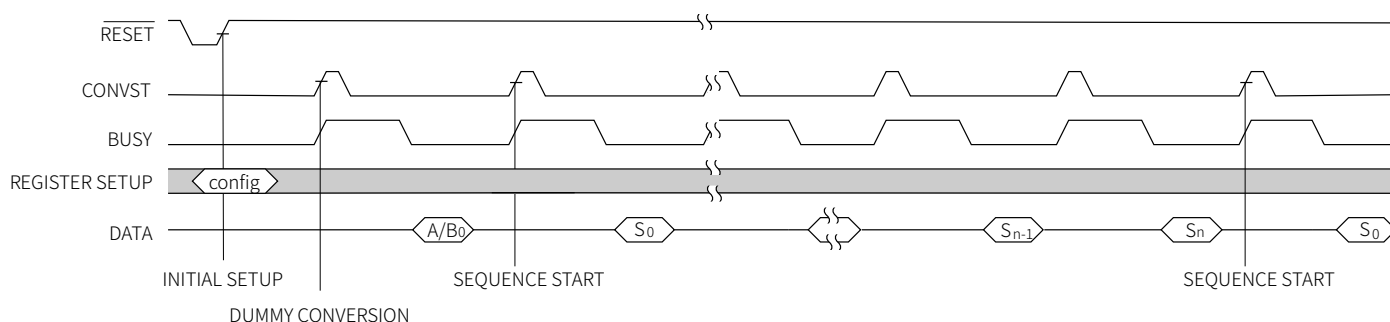 RESET
CONVST
BUSY
REGISTER SETUP config
DATA A/B0 S0 Sn-1 Sn S0
INITIAL SETUP SEQUENCE START SEQUENCE START
DUMMY CONVERSION